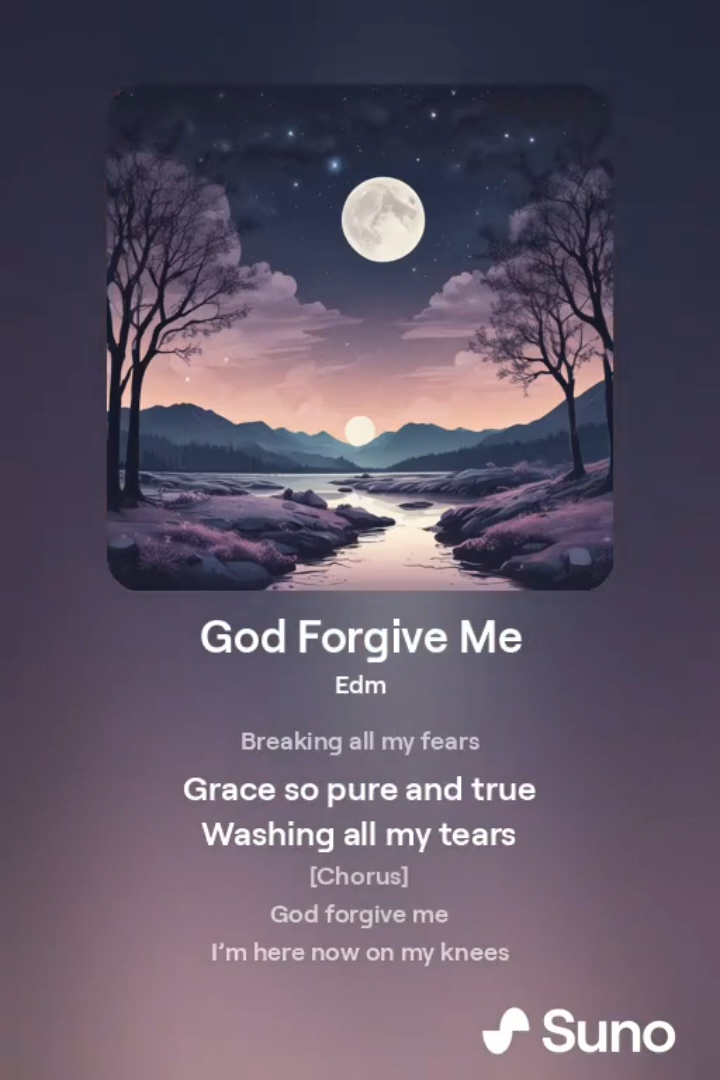 God Forgive Me
Edm
Breaking all my fears
Grace so pure and true
Washing all my tears
[Chorus]
God forgive me
I'm here now on my knees
Suno